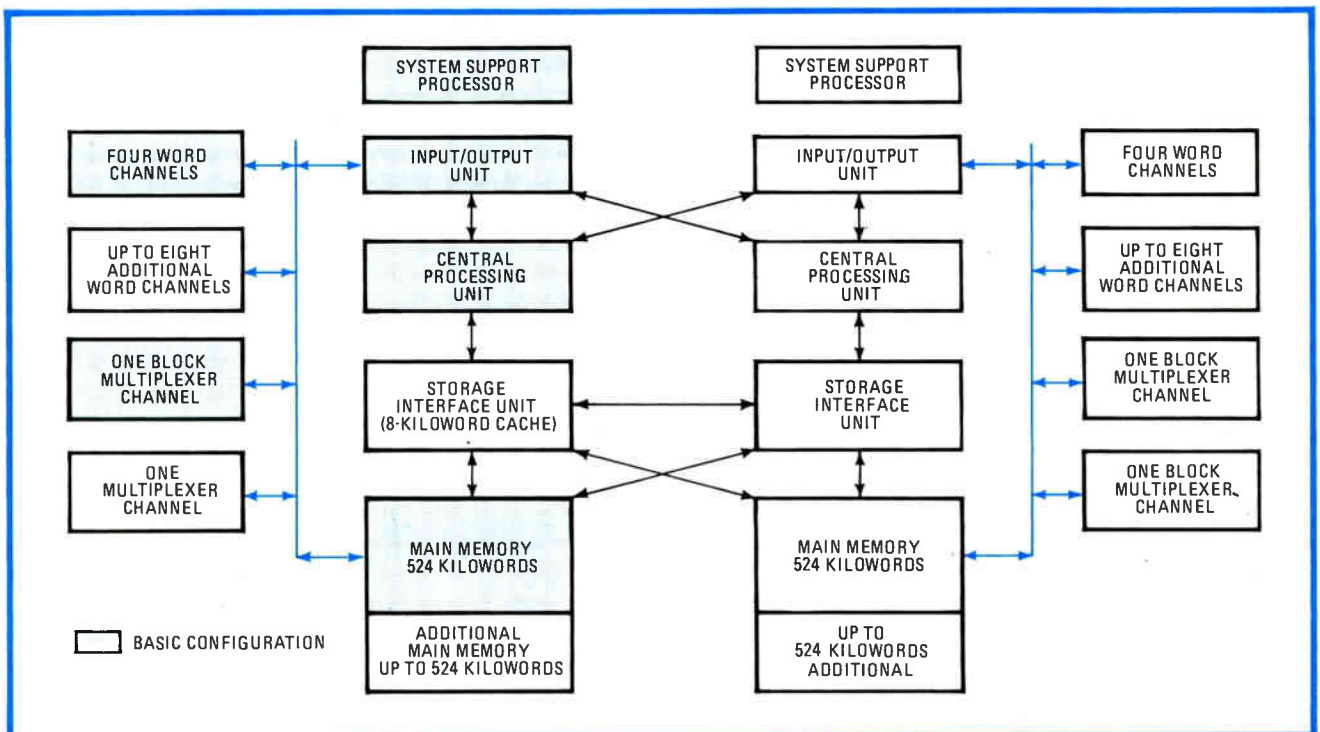 SYSTEM SUPPORT
PROCESSOR
SYSTEM SUPPORT
PROCESSOR
FOUR WORD
CHANNELS
INPUT/OUTPUT
UNIT
INPUT/OUTPUT
UNIT
FOUR WORD
CHANNELS
UP TO EIGHT
ADDITIONAL
WORD CHANNELS
CENTRAL
PROCESSING
UNIT
CENTRAL
PROCESSING
UNIT
UP TO EIGHT
ADDITIONAL
WORD CHANNELS
ONE BLOCK
MULTIPLEXER
CHANNEL
STORAGE
INTERFACE UNIT
(8-KILOWORD CACHE)
STORAGE
INTERFACE
UNIT
ONE BLOCK
MULTIPLEXER
CHANNEL
ONE
MULTIPLEXER
CHANNEL
MAIN MEMORY
524 KILOWORDS
MAIN MEMORY
524 KILOWORDS
ONE BLOCK
MULTIPLEXER
CHANNEL
BASIC CONFIGURATION
ADDITIONAL
MAIN MEMORY
UP TO 524 KILOWORDS
UP TO
524 KILOWORDS
ADDITIONAL